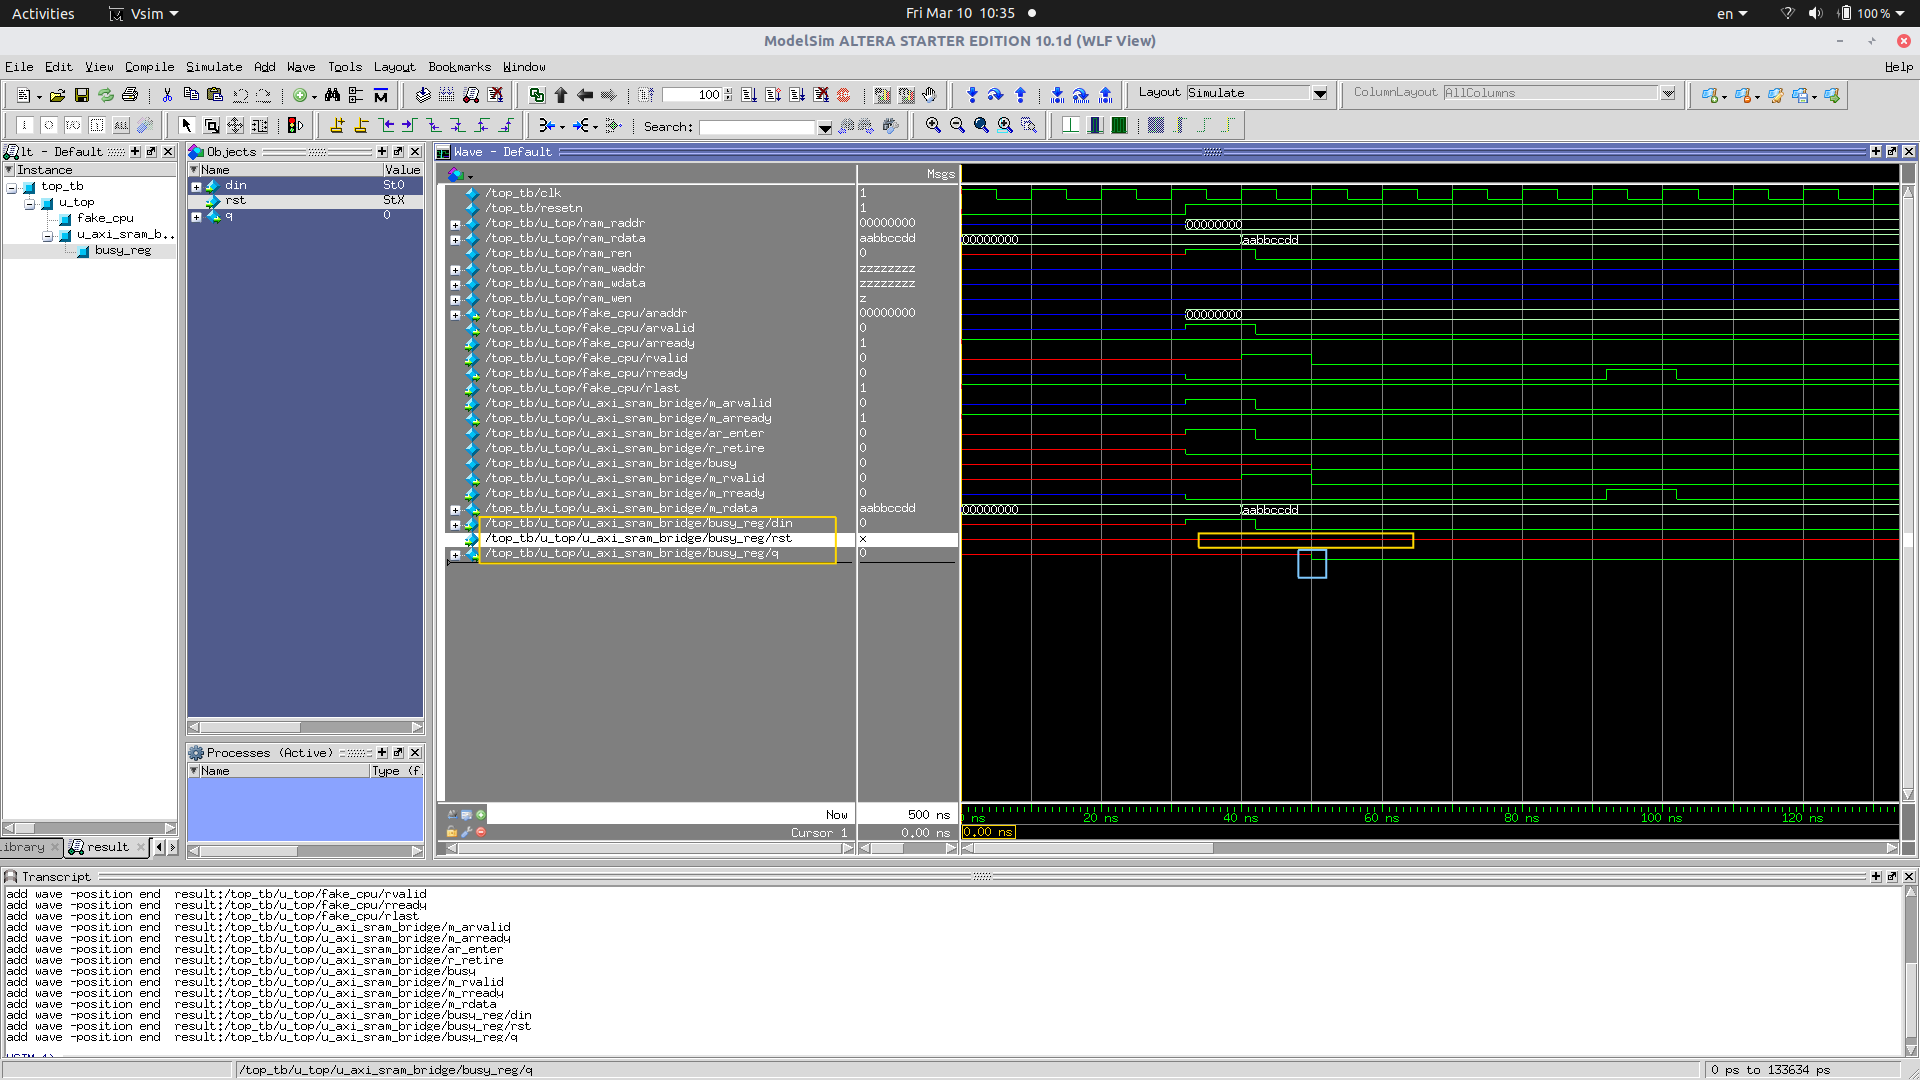 Activities Vsim Fri Mar 10 10:35 en 100 %
ModelSim ALTERA STARTER EDITION 10.1d (WLF View)
File Edit View Compile Simulate Add Wave Tools Layout Bookmarks Window Help
100 Layout Simulate ColumnLayout AllColumns
Search:
lt - Default
Instance
top_tb
u_top
fake_cpu
u_axi_sram_b..
busy_reg
library result
Objects
Name Value
din St0
rst StX
q 0
Processes (Active)
Name Type (f.
Wave - Default
Msgs
/top_tb/clk 1
/top_tb/resetn 1
/top_tb/u_top/ram_raddr 00000000 00000000
/top_tb/u_top/ram_rdata aabbccdd 00000000 aabbccdd
/top_tb/u_top/ram_ren 0
/top_tb/u_top/ram_waddr zzzzzzzz
/top_tb/u_top/ram_wdata zzzzzzzz
/top_tb/u_top/ram_wen z
/top_tb/u_top/fake_cpu/araddr 00000000 00000000
/top_tb/u_top/fake_cpu/arvalid 0
/top_tb/u_top/fake_cpu/arready 1
/top_tb/u_top/fake_cpu/rvalid 0
/top_tb/u_top/fake_cpu/rready 0
/top_tb/u_top/fake_cpu/rlast 1
/top_tb/u_top/u_axi_sram_bridge/m_arvalid 0
/top_tb/u_top/u_axi_sram_bridge/m_arready 1
/top_tb/u_top/u_axi_sram_bridge/ar_enter 0
/top_tb/u_top/u_axi_sram_bridge/r_retire 0
/top_tb/u_top/u_axi_sram_bridge/busy 0
/top_tb/u_top/u_axi_sram_bridge/m_rvalid 0
/top_tb/u_top/u_axi_sram_bridge/m_rready 0
/top_tb/u_top/u_axi_sram_bridge/m_rdata aabbccdd 00000000 aabbccdd
/top_tb/u_top/u_axi_sram_bridge/busy_reg/din 0
/top_tb/u_top/u_axi_sram_bridge/busy_reg/rst x
/top_tb/u_top/u_axi_sram_bridge/busy_reg/q 0
Now 500 ns ns 20 ns 40 ns 60 ns 80 ns 100 ns 120 ns
Cursor 1 0.00 ns 0.00 ns
Transcript
add wave -position end result:/top_tb/u_top/fake_cpu/rvalid
add wave -position end result:/top_tb/u_top/fake_cpu/rready
add wave -position end result:/top_tb/u_top/fake_cpu/rlast
add wave -position end result:/top_tb/u_top/u_axi_sram_bridge/m_arvalid
add wave -position end result:/top_tb/u_top/u_axi_sram_bridge/m_arready
add wave -position end result:/top_tb/u_top/u_axi_sram_bridge/ar_enter
add wave -position end result:/top_tb/u_top/u_axi_sram_bridge/r_retire
add wave -position end result:/top_tb/u_top/u_axi_sram_bridge/busy
add wave -position end result:/top_tb/u_top/u_axi_sram_bridge/m_rvalid
add wave -position end result:/top_tb/u_top/u_axi_sram_bridge/m_rready
add wave -position end result:/top_tb/u_top/u_axi_sram_bridge/m_rdata
add wave -position end result:/top_tb/u_top/u_axi_sram_bridge/busy_reg/din
add wave -position end result:/top_tb/u_top/u_axi_sram_bridge/busy_reg/rst
add wave -position end result:/top_tb/u_top/u_axi_sram_bridge/busy_reg/q
/top_tb/u_top/u_axi_sram_bridge/busy_reg/q 0 ps to 133634 ps